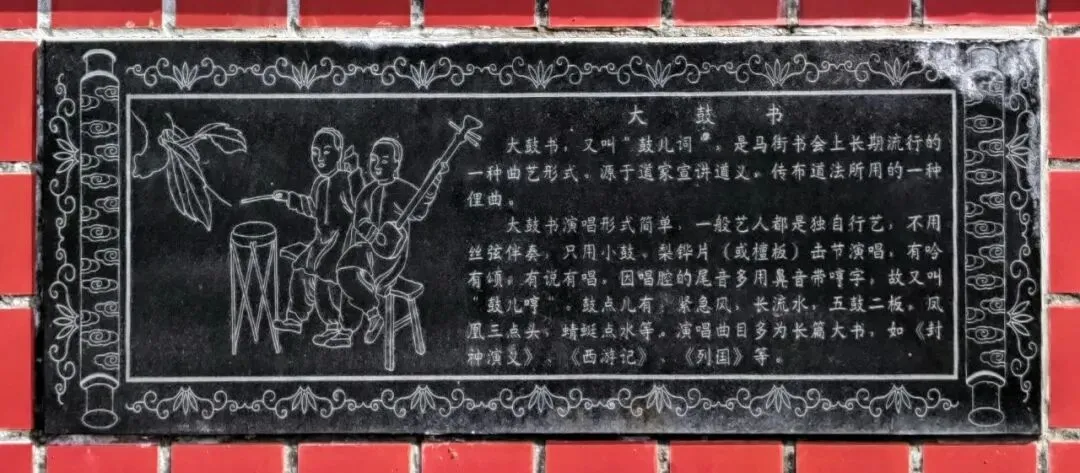 大鼓书
大鼓书，又叫“鼓儿词”。是马街书会上长期流行的
一种曲艺形式。源于道家宣讲道义。传布道法所用的一种
俚曲。
大鼓书演唱形式简单，一般艺人都是独自行艺，不用
丝弦伴奏，只用小鼓、梨铧片（或檀板）击节演唱，有吟
有颂。有说有唱。因唱腔的尾音多用鼻音带哼字，故又叫
“鼓儿哼”。鼓点儿有，紧急风，长流水，五鼓二板，凤
凰三点头，蜻蜓点水等。演唱曲目多为长篇大书，如《封
神演义》、《西游记》、《列国》等。